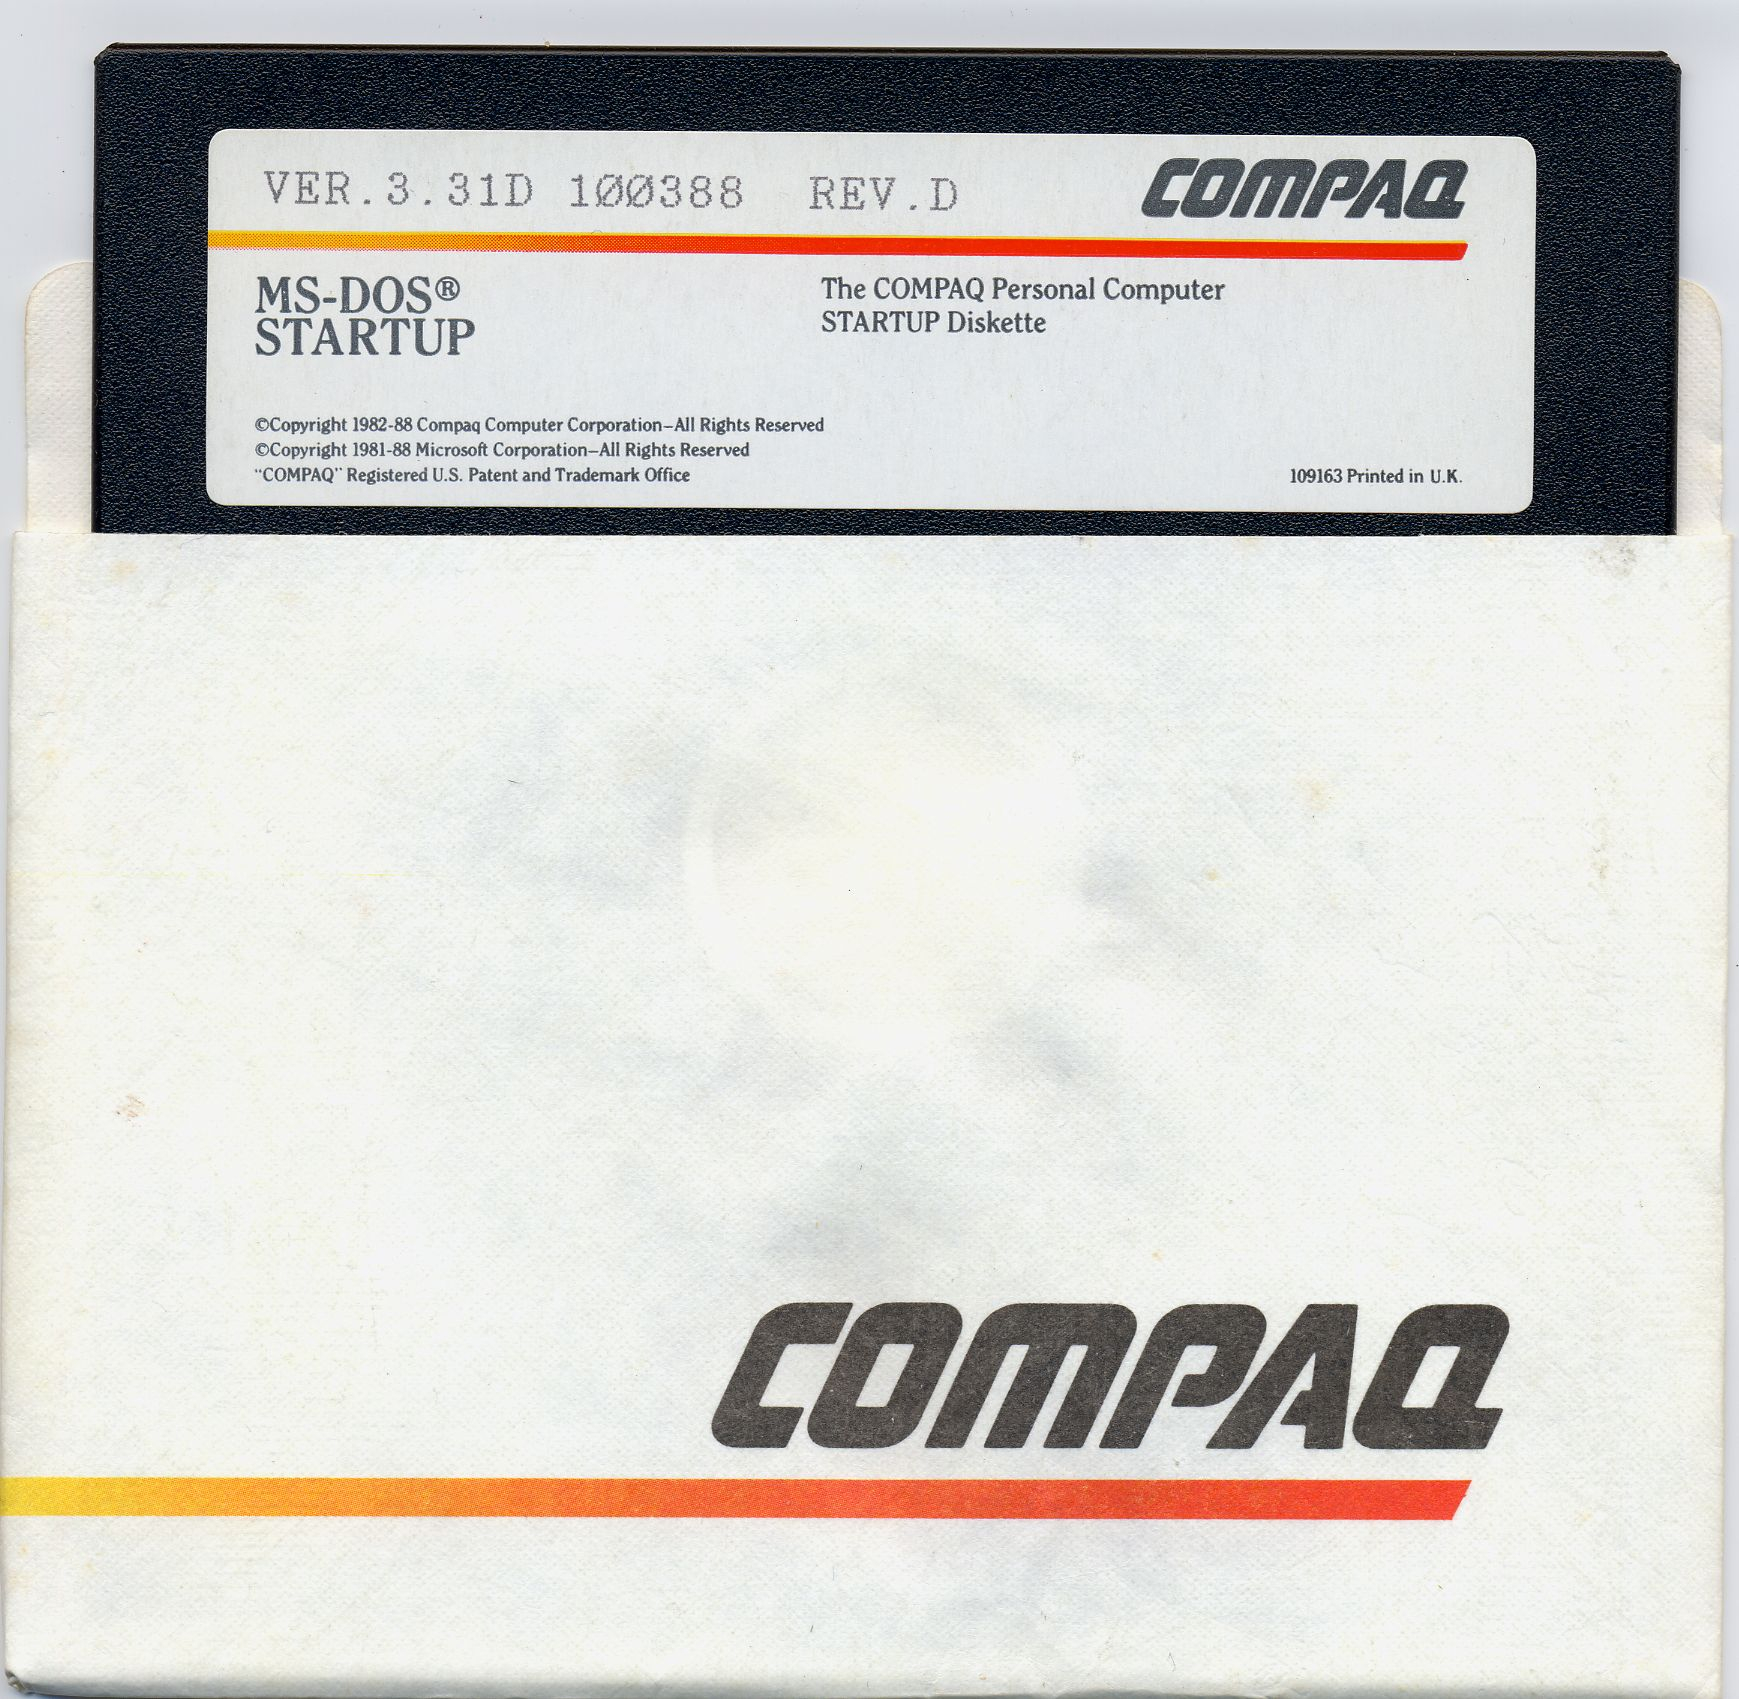 VER.3.31D 100388 REV.D
COMPAQ
MS-DOS®
STARTUP
The COMPAQ Personal Computer
STARTUP Diskette
©Copyright 1982-88 Compaq Computer Corporation–All Rights Reserved
©Copyright 1981-88 Microsoft Corporation–All Rights Reserved
"COMPAQ" Registered U.S. Patent and Trademark Office
109163 Printed in U.K.
COMPAQ